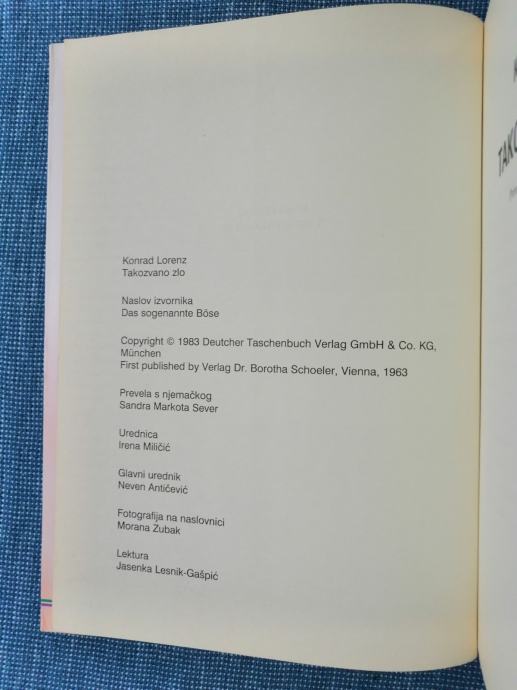 Konrad Lorenz
Takozvano zlo
Naslov izvornika
Das sogenannte Böse
Copyright © 1983 Deutcher Taschenbuch Verlag GmbH & Co. KG,
München
First published by Verlag Dr. Borotha Schoeler, Vienna, 1963
Prevela s njemačkog
Sandra Markota Sever
Urednica
Irena Miličić
Glavni urednik
Neven Antičević
Fotografija na naslovnici
Morana Zubak
Lektura
Jasenka Lesnik-Gašpić